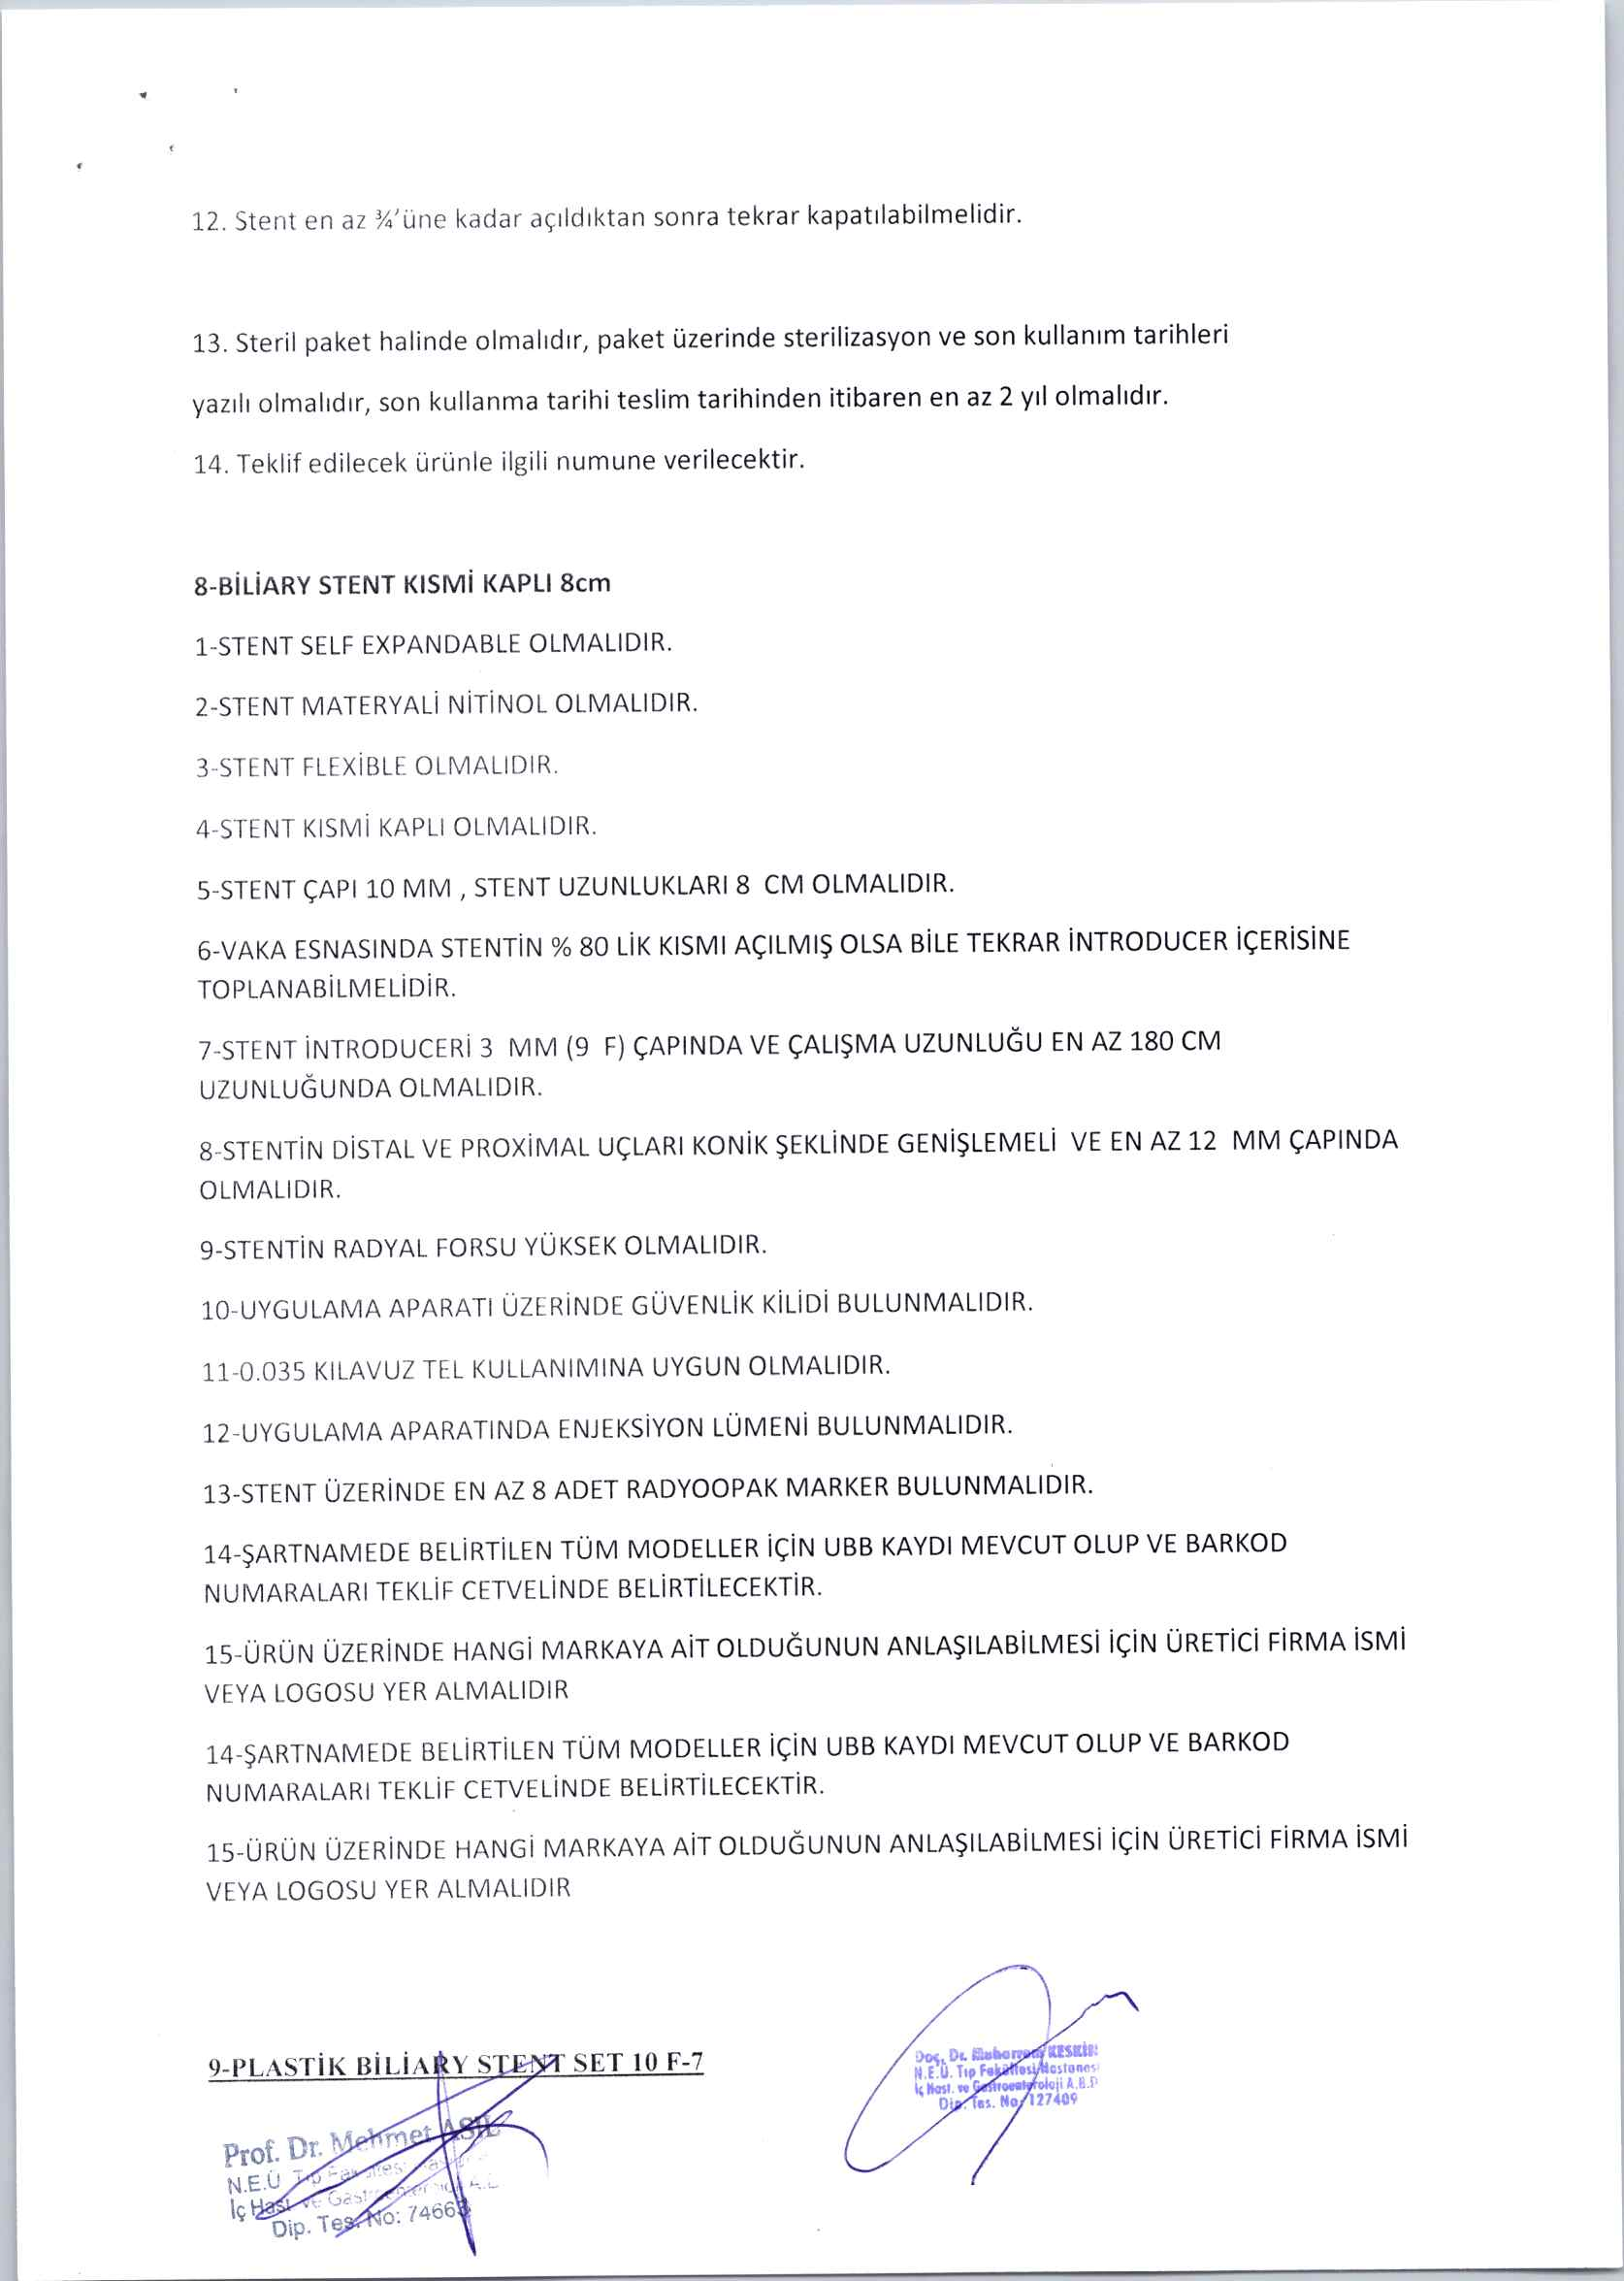 12. Stent en az ¾'üne kadar açıldıktan sonra tekrar kapatılabilmelidir.
13. Steril paket halinde olmalıdır, paket üzerinde sterilizasyon ve son kullanım tarihleri
yazılı olmalıdır, son kullanma tarihi teslim tarihinden itibaren en az 2 yıl olmalıdır.
14. Teklif edilecek ürünle ilgili numune verilecektir.
8-BİLİARY STENT KISMİ KAPLI 8cm
1-STENT SELF EXPANDABLE OLMALIDIR.
2-STENT MATERYALİ NİTİNOL OLMALIDIR.
3-STENT FLEXİBLE OLMALIDIR.
4-STENT KISMİ KAPLI OLMALIDIR.
5-STENT ÇAPI 10 MM , STENT UZUNLUKLARI 8 CM OLMALIDIR.
6-VAKA ESNASINDA STENTİN % 80 LİK KISMI AÇILMIŞ OLSA BİLE TEKRAR İNTRODUCER İÇERİSİNE
TOPLANABİLMELİDİR.
7-STENT İNTRODUCERİ 3 MM (9 F) ÇAPINDA VE ÇALIŞMA UZUNLUĞU EN AZ 180 CM
UZUNLUĞUNDA OLMALIDIR.
8-STENTİN DİSTAL VE PROXİMAL UÇLARI KONİK ŞEKLİNDE GENİŞLEMELİ VE EN AZ 12 MM ÇAPINDA
OLMALIDIR.
9-STENTİN RADYAL FORSU YÜKSEK OLMALIDIR.
10-UYGULAMA APARATI ÜZERİNDE GÜVENLİK KİLİDİ BULUNMALIDIR.
11-0.035 KILAVUZ TEL KULLANIMINA UYGUN OLMALIDIR.
12-UYGULAMA APARATINDA ENJEKSİYON LÜMENİ BULUNMALIDIR.
13-STENT ÜZERİNDE EN AZ 8 ADET RADYOOPAK MARKER BULUNMALIDIR.
14-ŞARTNAMEDE BELİRTİLEN TÜM MODELLER İÇİN UBB KAYDI MEVCUT OLUP VE BARKOD
NUMARALARI TEKLİF CETVELİNDE BELİRTİLECEKTİR.
15-ÜRÜN ÜZERİNDE HANGİ MARKAYA AİT OLDUĞUNUN ANLAŞILABİLMESİ İÇİN ÜRETİCİ FİRMA İSMİ
VEYA LOGOSU YER ALMALIDIR
14-ŞARTNAMEDE BELİRTİLEN TÜM MODELLER İÇİN UBB KAYDI MEVCUT OLUP VE BARKOD
NUMARALARI TEKLİF CETVELİNDE BELİRTİLECEKTİR.
15-ÜRÜN ÜZERİNDE HANGİ MARKAYA AİT OLDUĞUNUN ANLAŞILABİLMESİ İÇİN ÜRETİCİ FİRMA İSMİ
VEYA LOGOSU YER ALMALIDIR
9-PLASTİK BİLİARY STENT SET 10 F-7
Doç. Dr. Muharrem KESKİN
N.E.Ü. Tıp Fakültesi Hastanesi
İç Hast. ve Gastroenteroloji A.B.D
Dip. Tes. No: 127409
Prof. Dr. Mehmet ASIL
N.E.Ü Tıp Fakültesi
İç Hast ve
Dip. Tes. No: 74663